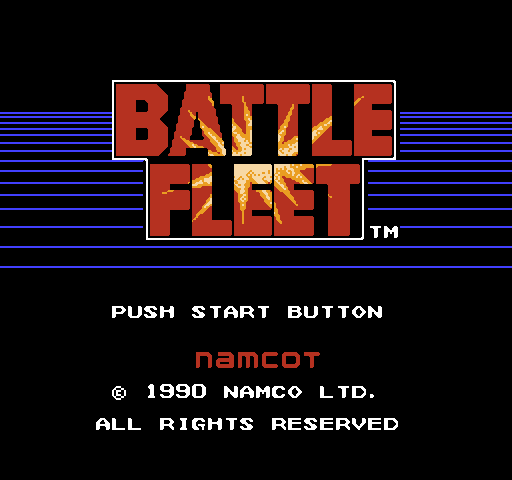 BATTLE
FLEET
TM
PUSH START BUTTON
namcot
© 1990 NAMCO LTD.
ALL RIGHTS RESERVED